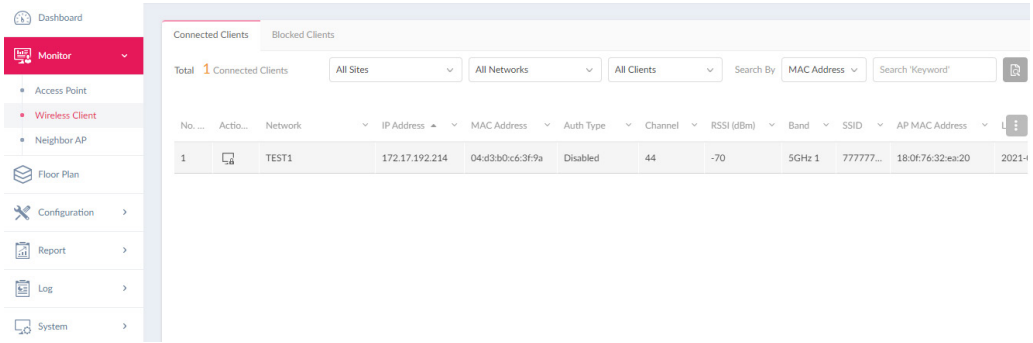 Dashboard
Monitor
Access Point
Wireless Client
Neighbor AP
Floor Plan
Configuration
Report
Log
System
Connected Clients Blocked Clients
Total 1 Connected Clients All Sites All Networks All Clients Search By MAC Address Search 'Keyword'
No. ... Actio... Network IP Address MAC Address Auth Type Channel RSSI (dBm) Band SSID AP MAC Address L
1 TEST1 172.17.192.214 04:d3:b0:c6:3f:9a Disabled 44 -70 5GHz 1 777777... 18:0f:76:32:ea:20 2021-